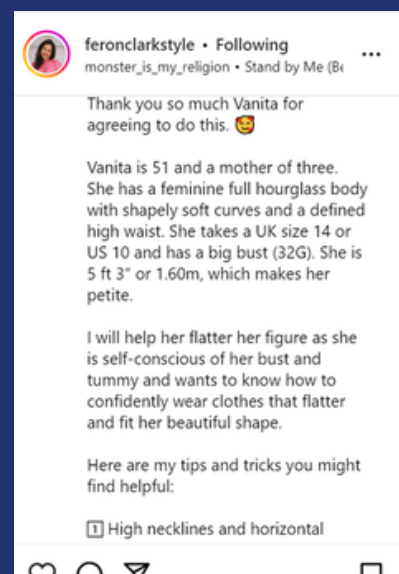 feronclarkstyle • Following
monster_is_my_religion • Stand by Me (Be
Thank you so much Vanita for
agreeing to do this. 🥰
Vanita is 51 and a mother of three.
She has a feminine full hourglass body
with shapely soft curves and a defined
high waist. She takes a UK size 14 or
US 10 and has a big bust (32G). She is
5 ft 3" or 1.60m, which makes her
petite.
I will help her flatter her figure as she
is self-conscious of her bust and
tummy and wants to know how to
confidently wear clothes that flatter
and fit her beautiful shape.
Here are my tips and tricks you might
find helpful:
1️⃣ High necklines and horizontal